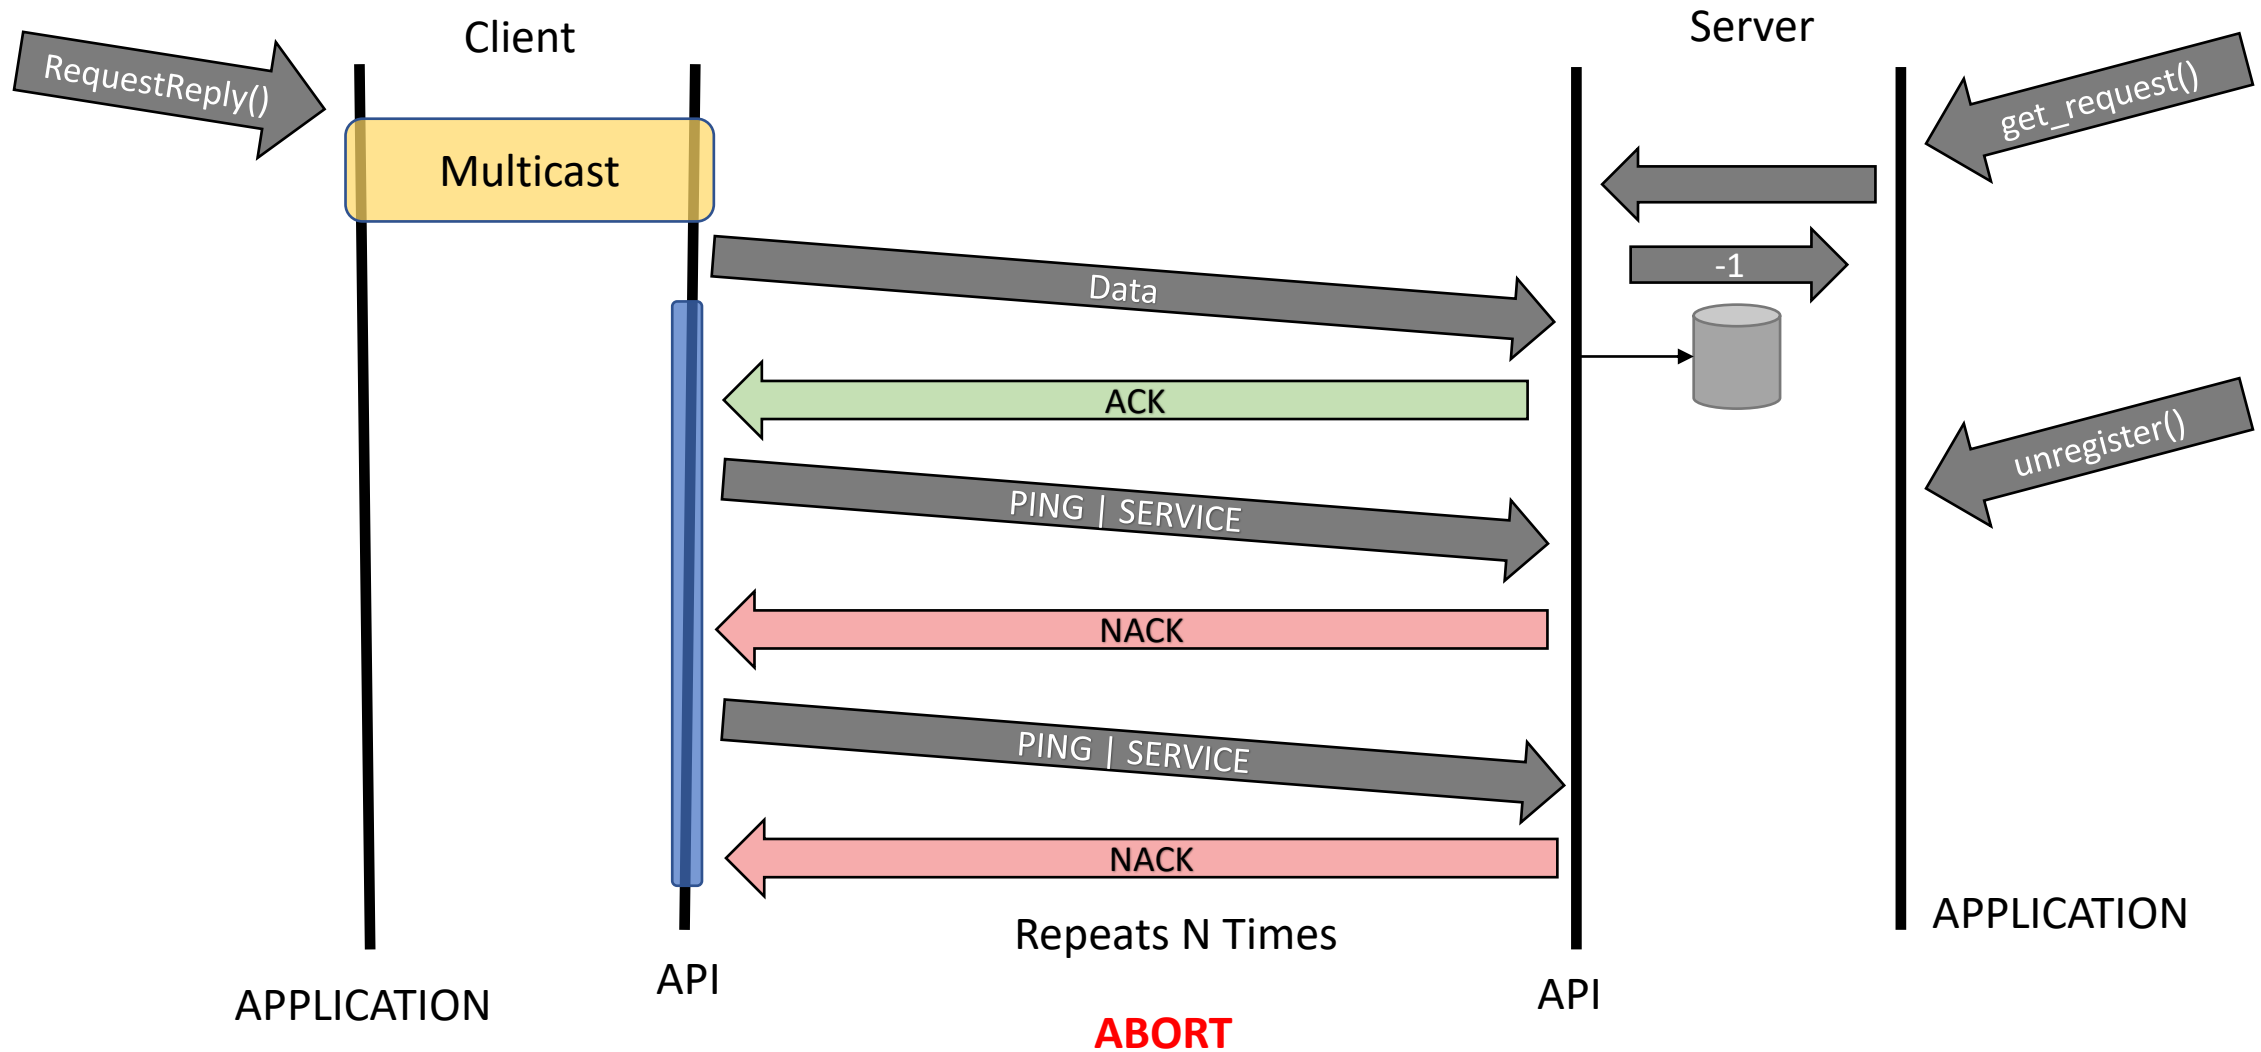 Client
Server
RequestReply()
get_request()
Multicast
-1
Data
ACK
unregister()
PING | SERVICE
NACK
PING | SERVICE
NACK
APPLICATION
Repeats N Times
API
API
APPLICATION
ABORT